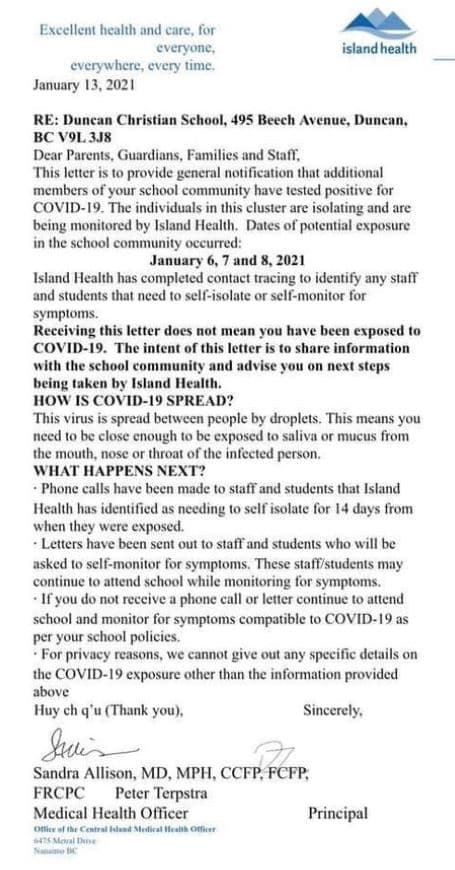 Excellent health and care, for
everyone,
everywhere, every time.
island health
January 13, 2021
RE: Duncan Christian School, 495 Beech Avenue, Duncan,
BC V9L 3J8
Dear Parents, Guardians, Families and Staff,
This letter is to provide general notification that additional
members of your school community have tested positive for
COVID-19. The individuals in this cluster are isolating and are
being monitored by Island Health. Dates of potential exposure
in the school community occurred:
January 6, 7 and 8, 2021
Island Health has completed contact tracing to identify any staff
and students that need to self-isolate or self-monitor for
symptoms.
Receiving this letter does not mean you have been exposed to
COVID-19. The intent of this letter is to share information
with the school community and advise you on next steps
being taken by Island Health.
HOW IS COVID-19 SPREAD?
This virus is spread between people by droplets. This means you
need to be close enough to be exposed to saliva or mucus from
the mouth, nose or throat of the infected person.
WHAT HAPPENS NEXT?
· Phone calls have been made to staff and students that Island
Health has identified as needing to self isolate for 14 days from
when they were exposed.
· Letters have been sent out to staff and students who will be
asked to self-monitor for symptoms. These staff/students may
continue to attend school while monitoring for symptoms.
· If you do not receive a phone call or letter continue to attend
school and monitor for symptoms compatible to COVID-19 as
per your school policies.
· For privacy reasons, we cannot give out any specific details on
the COVID-19 exposure other than the information provided
above
Huy ch q'u (Thank you), Sincerely,
Sandra Allison, MD, MPH, CCFP, FCFP,
FRCPC Peter Terpstra
Medical Health Officer Principal
Office of the Central Island Medical Health Officer
6475 Metral Drive
Nanaimo BC